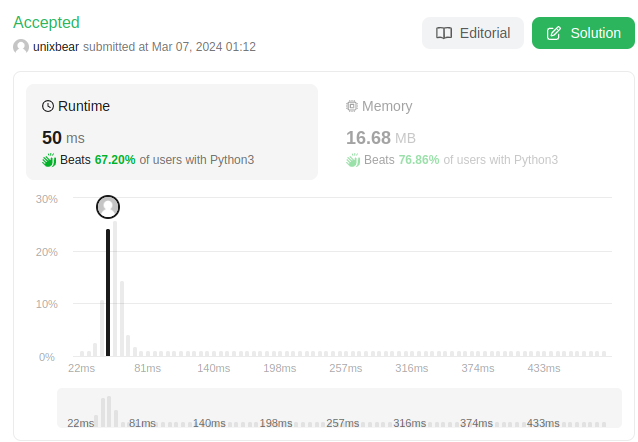 Accepted
unixbear submitted at Mar 07, 2024 01:12
Editorial
Solution
Runtime
50 ms
Beats 67.20% of users with Python3
Memory
16.68 MB
Beats 76.86% of users with Python3
30%
20%
10%
0%
22ms 81ms 140ms 198ms 257ms 316ms 374ms 433ms
22ms 81ms 140ms 198ms 257ms 316ms 374ms 433ms